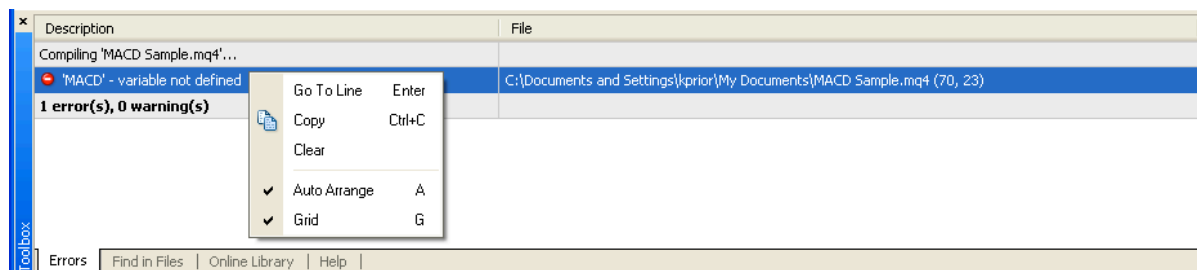 Description File
Compiling 'MACD Sample.mq4'...
'MACD' - variable not defined C:\Documents and Settings\kprior\My Documents\MACD Sample.mq4 (70, 23)
1 error(s), 0 warning(s)
Go To Line Enter
Copy Ctrl+C
Clear
Auto Arrange A
Grid G
Toolbox
Errors | Find in Files | Online Library | Help |